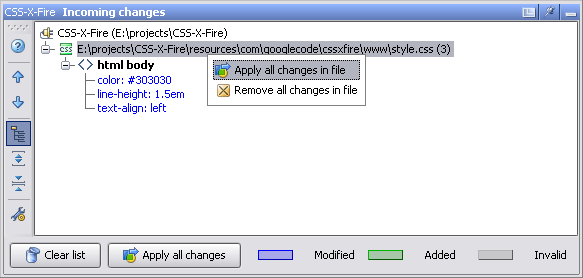 CSS-X-Fire Incoming changes
CSS-X-Fire (E:\projects\CSS-X-Fire)
E:\projects\CSS-X-Fire\resources\com\googlecode\cssxfire\www\style.css (3)
html body
Apply all changes in file
color: #303030
Remove all changes in file
line-height: 1.5em
text-align: left
Clear list Apply all changes Modified Added Invalid